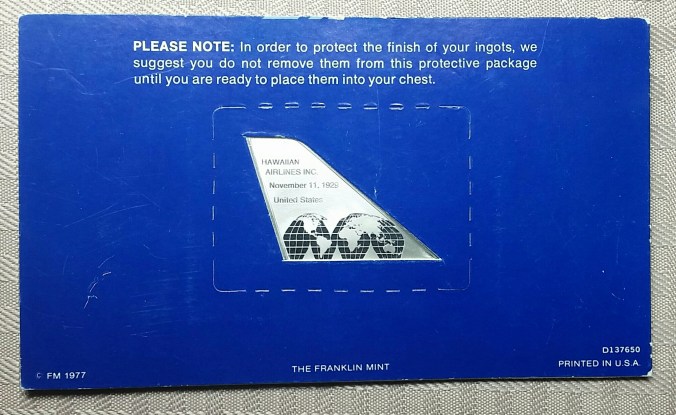 PLEASE NOTE: In order to protect the finish of your ingots, we
suggest you do not remove them from this protective package
until you are ready to place them into your chest.
HAWAIIAN
AIRLINES INC.
November 11, 1929
United States
D137650
© FM 1977
THE FRANKLIN MINT
PRINTED IN U.S.A.